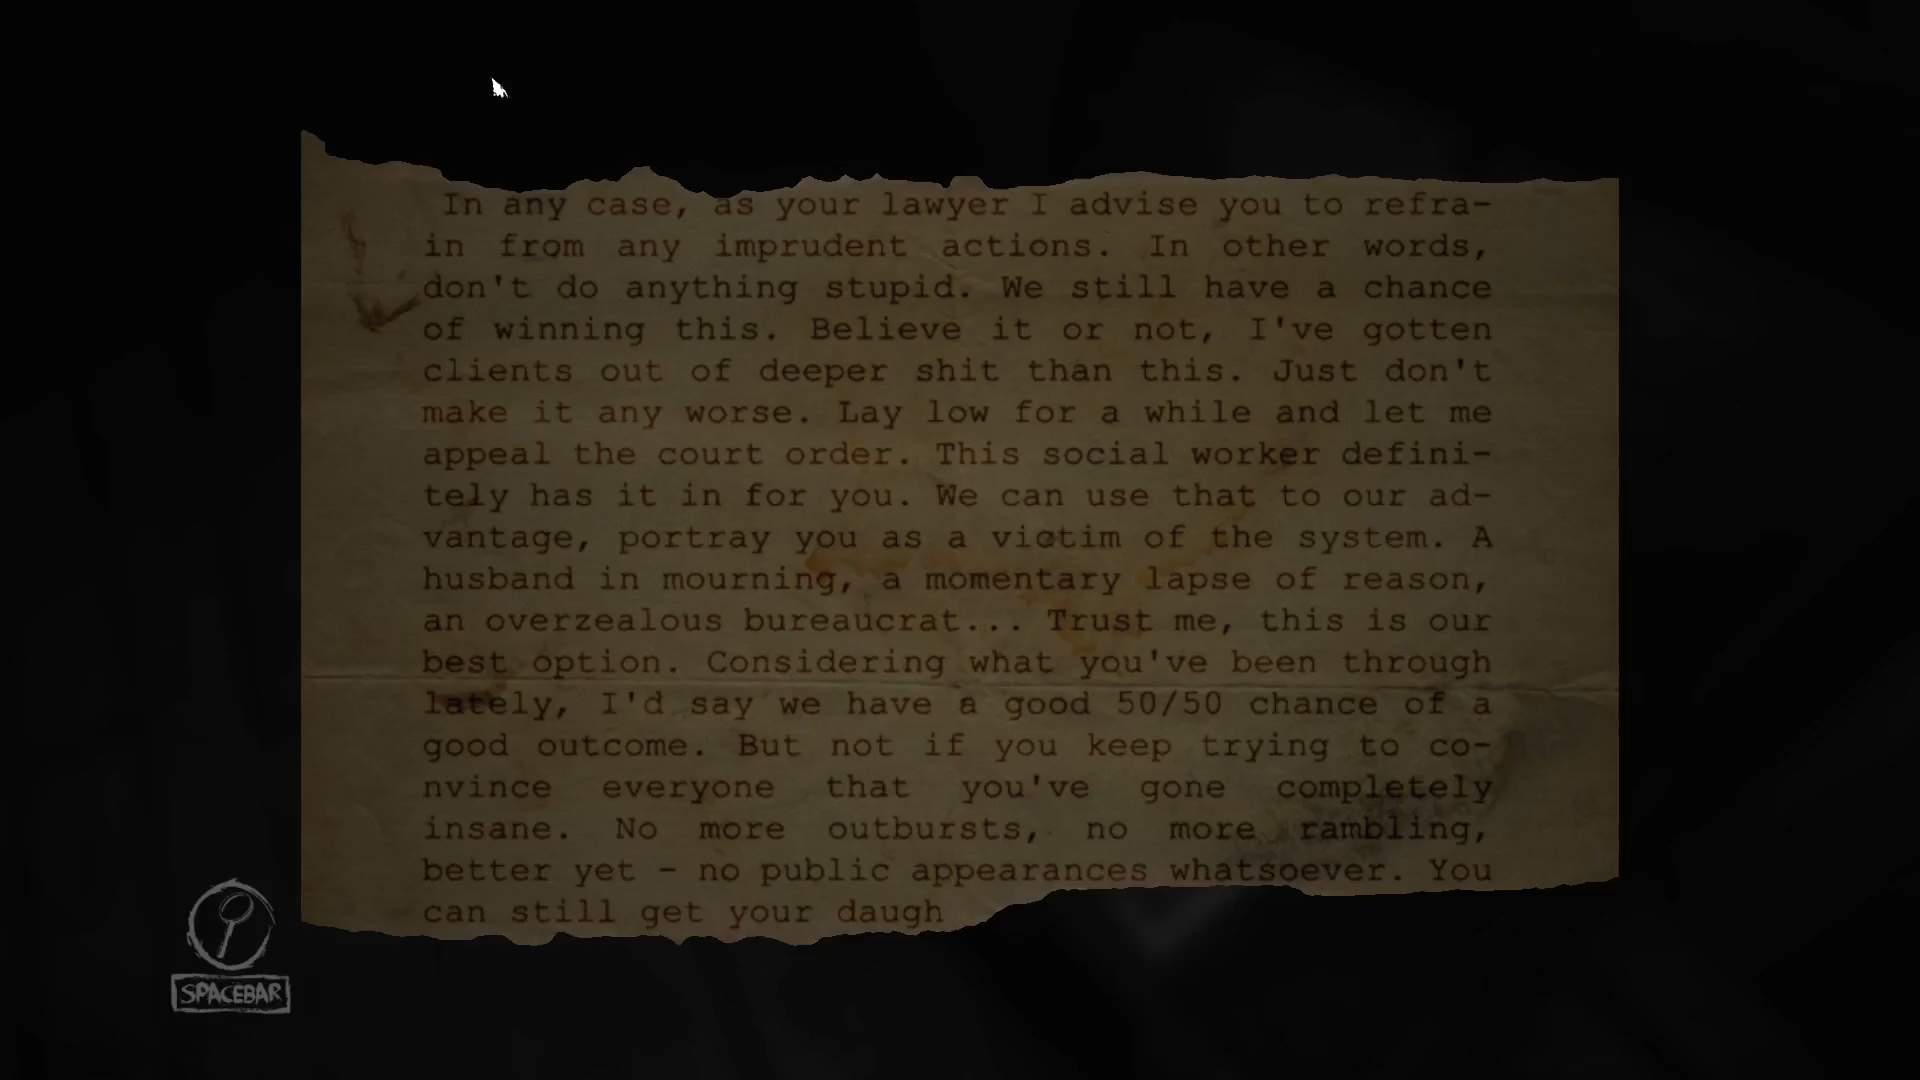 In any case, as your lawyer I advise you to refra-
in from any imprudent actions. In other words,
don't do anything stupid. We still have a chance
of winning this. Believe it or not, I've gotten
clients out of deeper shit than this. Just don't
make it any worse. Lay low for a while and let me
appeal the court order. This social worker defini-
tely has it in for you. We can use that to our ad-
vantage, portray you as a victim of the system. A
husband in mourning, a momentary lapse of reason,
an overzealous bureaucrat... Trust me, this is our
best option. Considering what you've been through
lately, I'd say we have a good 50/50 chance of a
good outcome. But not if you keep trying to co-
nvince everyone that you've gone completely
insane. No more outbursts, no more rambling,
better yet - no public appearances whatsoever. You
can still get your daugh
SPACEBAR